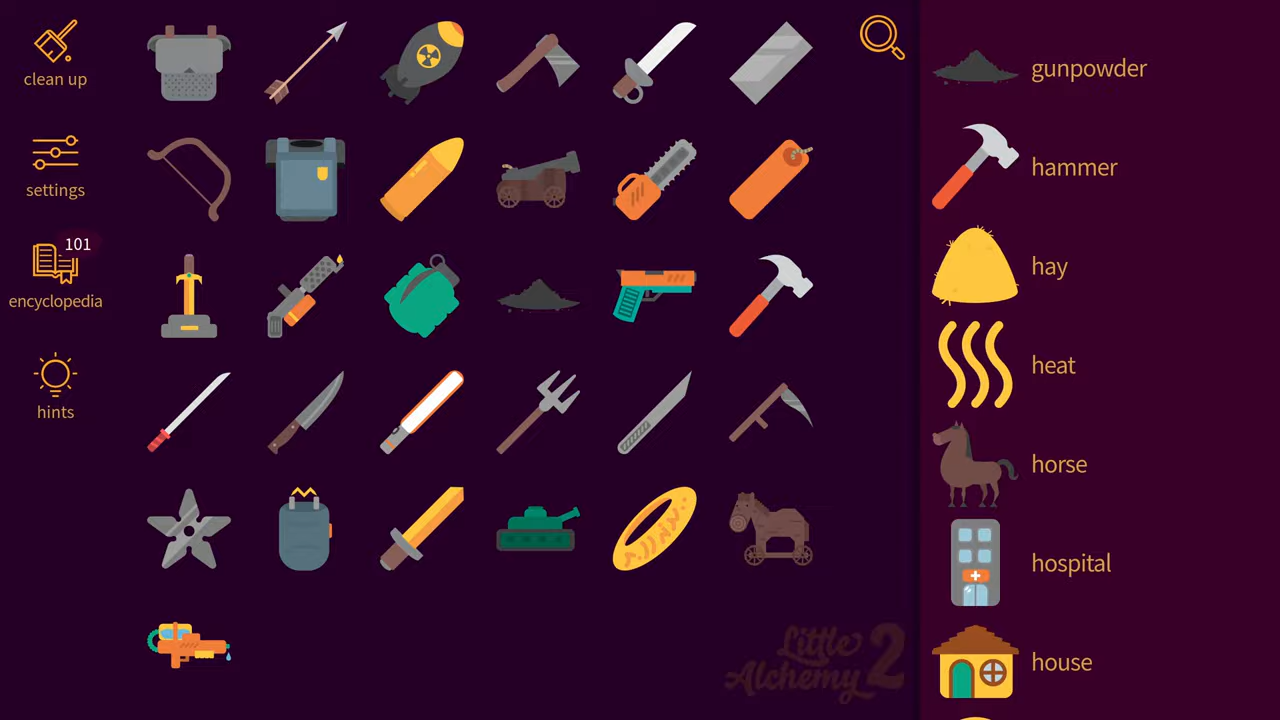 clean up
settings
101
encyclopedia
hints
gunpowder
hammer
hay
heat
horse
hospital
house
Little
Alchemy 2